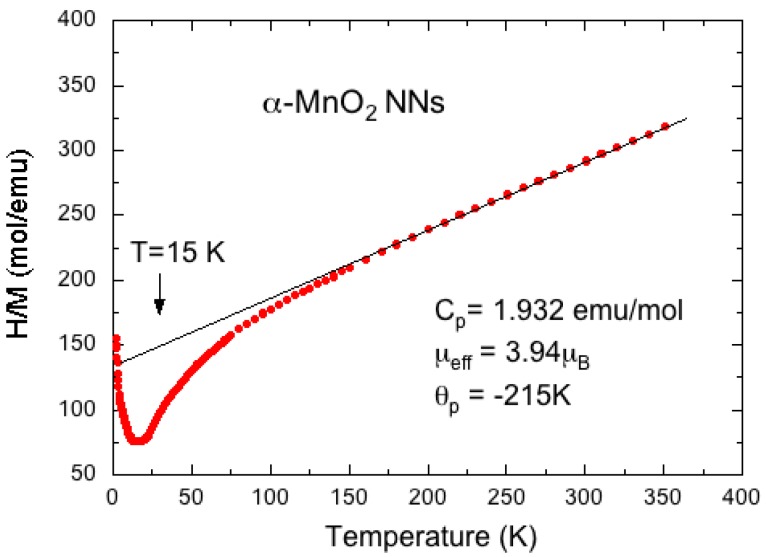 400
350
300
250
200
150
100
50
H/M (mol/emu)
α-MnO₂ NNs
T=15 K
Cₚ= 1.932 emu/mol
μeff = 3.94μB
θₚ = -215K
0 50 100 150 200 250 300 350 400
Temperature (K)